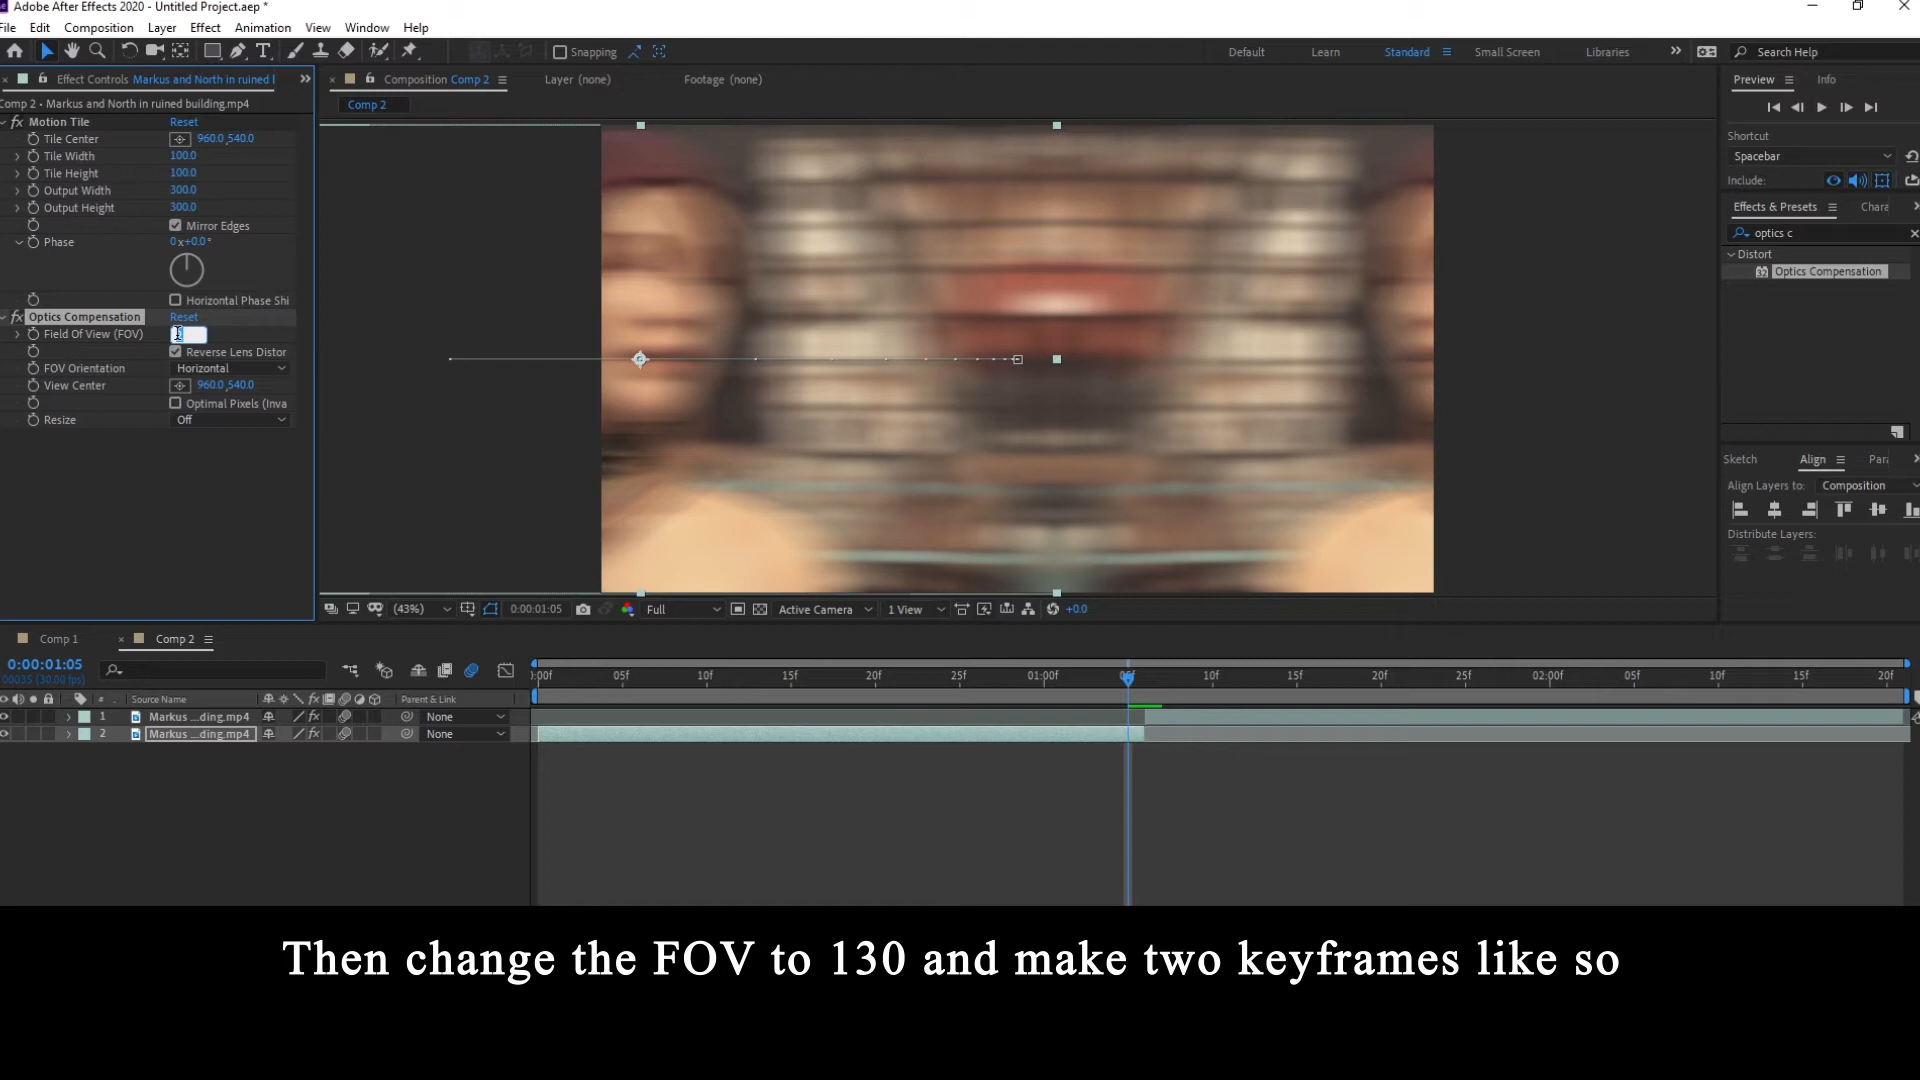 Adobe After Effects 2020 - Untitled Project.aep *
File Edit Composition Layer Effect Animation View Window Help
Snapping Default Learn Standard Small Screen Libraries Search Help
Effect Controls Markus and North in ruined
Comp 2 • Markus and North in ruined building.mp4
Motion Tile Reset
Tile Center 960.0,540.0
Tile Width 100.0
Tile Height 100.0
Output Width 300.0
Output Height 300.0
Mirror Edges
Phase 0x+0.0°
Horizontal Phase Shi
Optics Compensation Reset
Field Of View (FOV)
Reverse Lens Distor
FOV Orientation Horizontal
View Center 960.0,540.0
Optimal Pixels (Inva
Resize Off
Composition Comp 2 Layer (none) Footage (none)
Comp 2
(43%) 0:00:01:05 Full Active Camera 1 View +0.0
Preview Info
Shortcut
Spacebar
Include:
Effects & Presets Chara
optics c
Distort
Optics Compensation
Sketch Align Par
Align Layers to: Composition
Distribute Layers:
Comp 1 Comp 2
0:00:01:05
00035 (30.00 fps)
:00f 05f 10f 15f 20f 25f 01:00f 05f 10f 15f 20f 25f 02:00f 05f 10f 15f 20f
# Source Name Parent & Link
1 Markus ...ding.mp4 None
2 Markus ...ding.mp4 None
Then change the FOV to 130 and make two keyframes like so